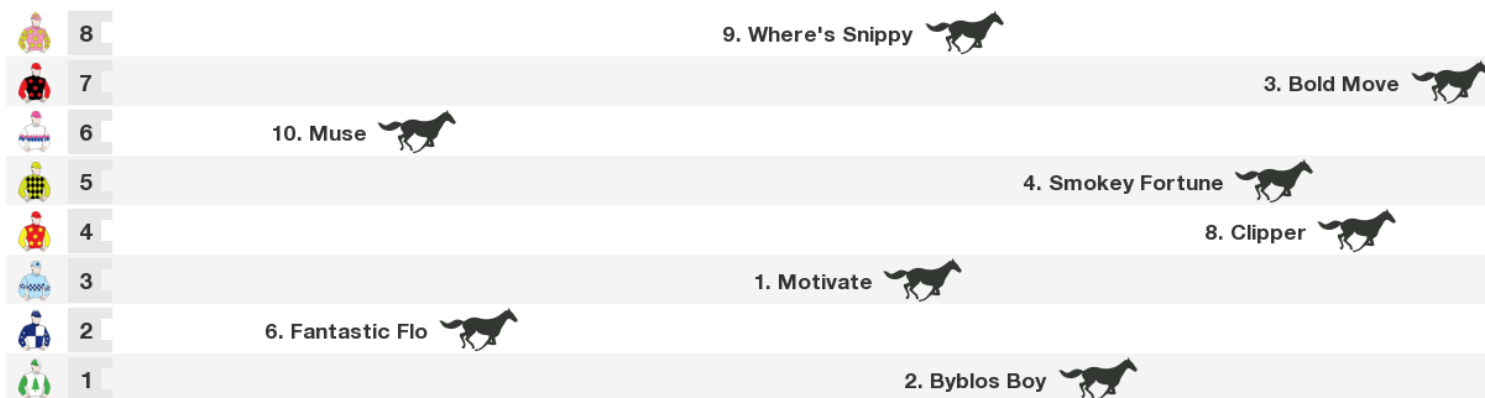 8 9. Where's Snippy
7 3. Bold Move
6 10. Muse
5 4. Smokey Fortune
4 8. Clipper
3 1. Motivate
2 6. Fantastic Flo
1 2. Byblos Boy